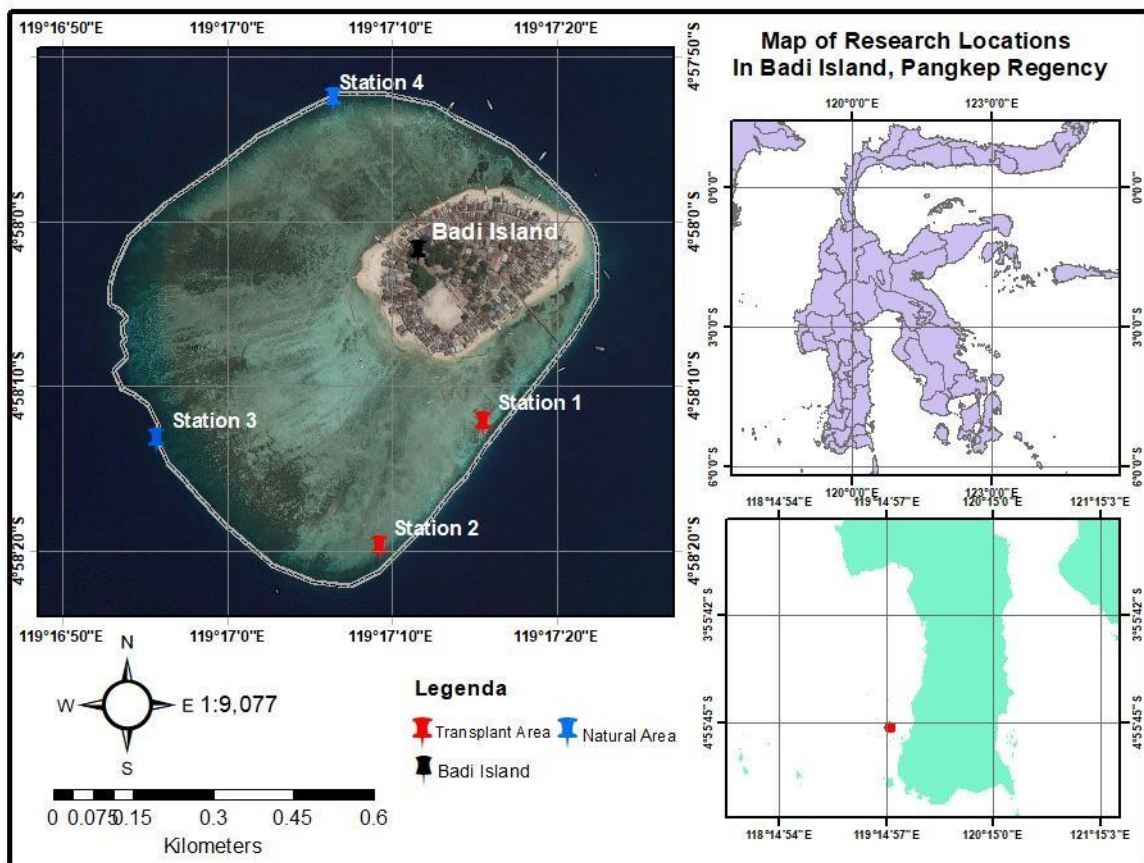 119°16'50"E 119°17'0"E 119°17'10"E 119°17'20"E
4°57'50"S
4°58'0"S
4°58'10"S
4°58'20"S
Station 4
Badi Island
Station 1
Station 3
Station 2
4°57'50"S
4°58'0"S
4°58'10"S
4°58'20"S
119°16'50"E 119°17'0"E 119°17'10"E 119°17'20"E
N
W E 1:9,077
S
0 0.075 0.15 0.3 0.45 0.6
Kilometers
Legenda
Transplant Area Natural Area
Badi Island
Map of Research Locations
In Badi Island, Pangkep Regency
120°0'0"E 123°0'0"E
0°0'0"
3°0'0"S
6°0'0"S
0°0'0"
3°0'0"S
6°0'0"S
120°0'0"E 123°0'0"E
118°14'54"E 119°14'57"E 120°15'0"E 121°15'3"E
3°55'42"S
4°55'45"S
3°55'42"S
4°55'45"S
118°14'54"E 119°14'57"E 120°15'0"E 121°15'3"E